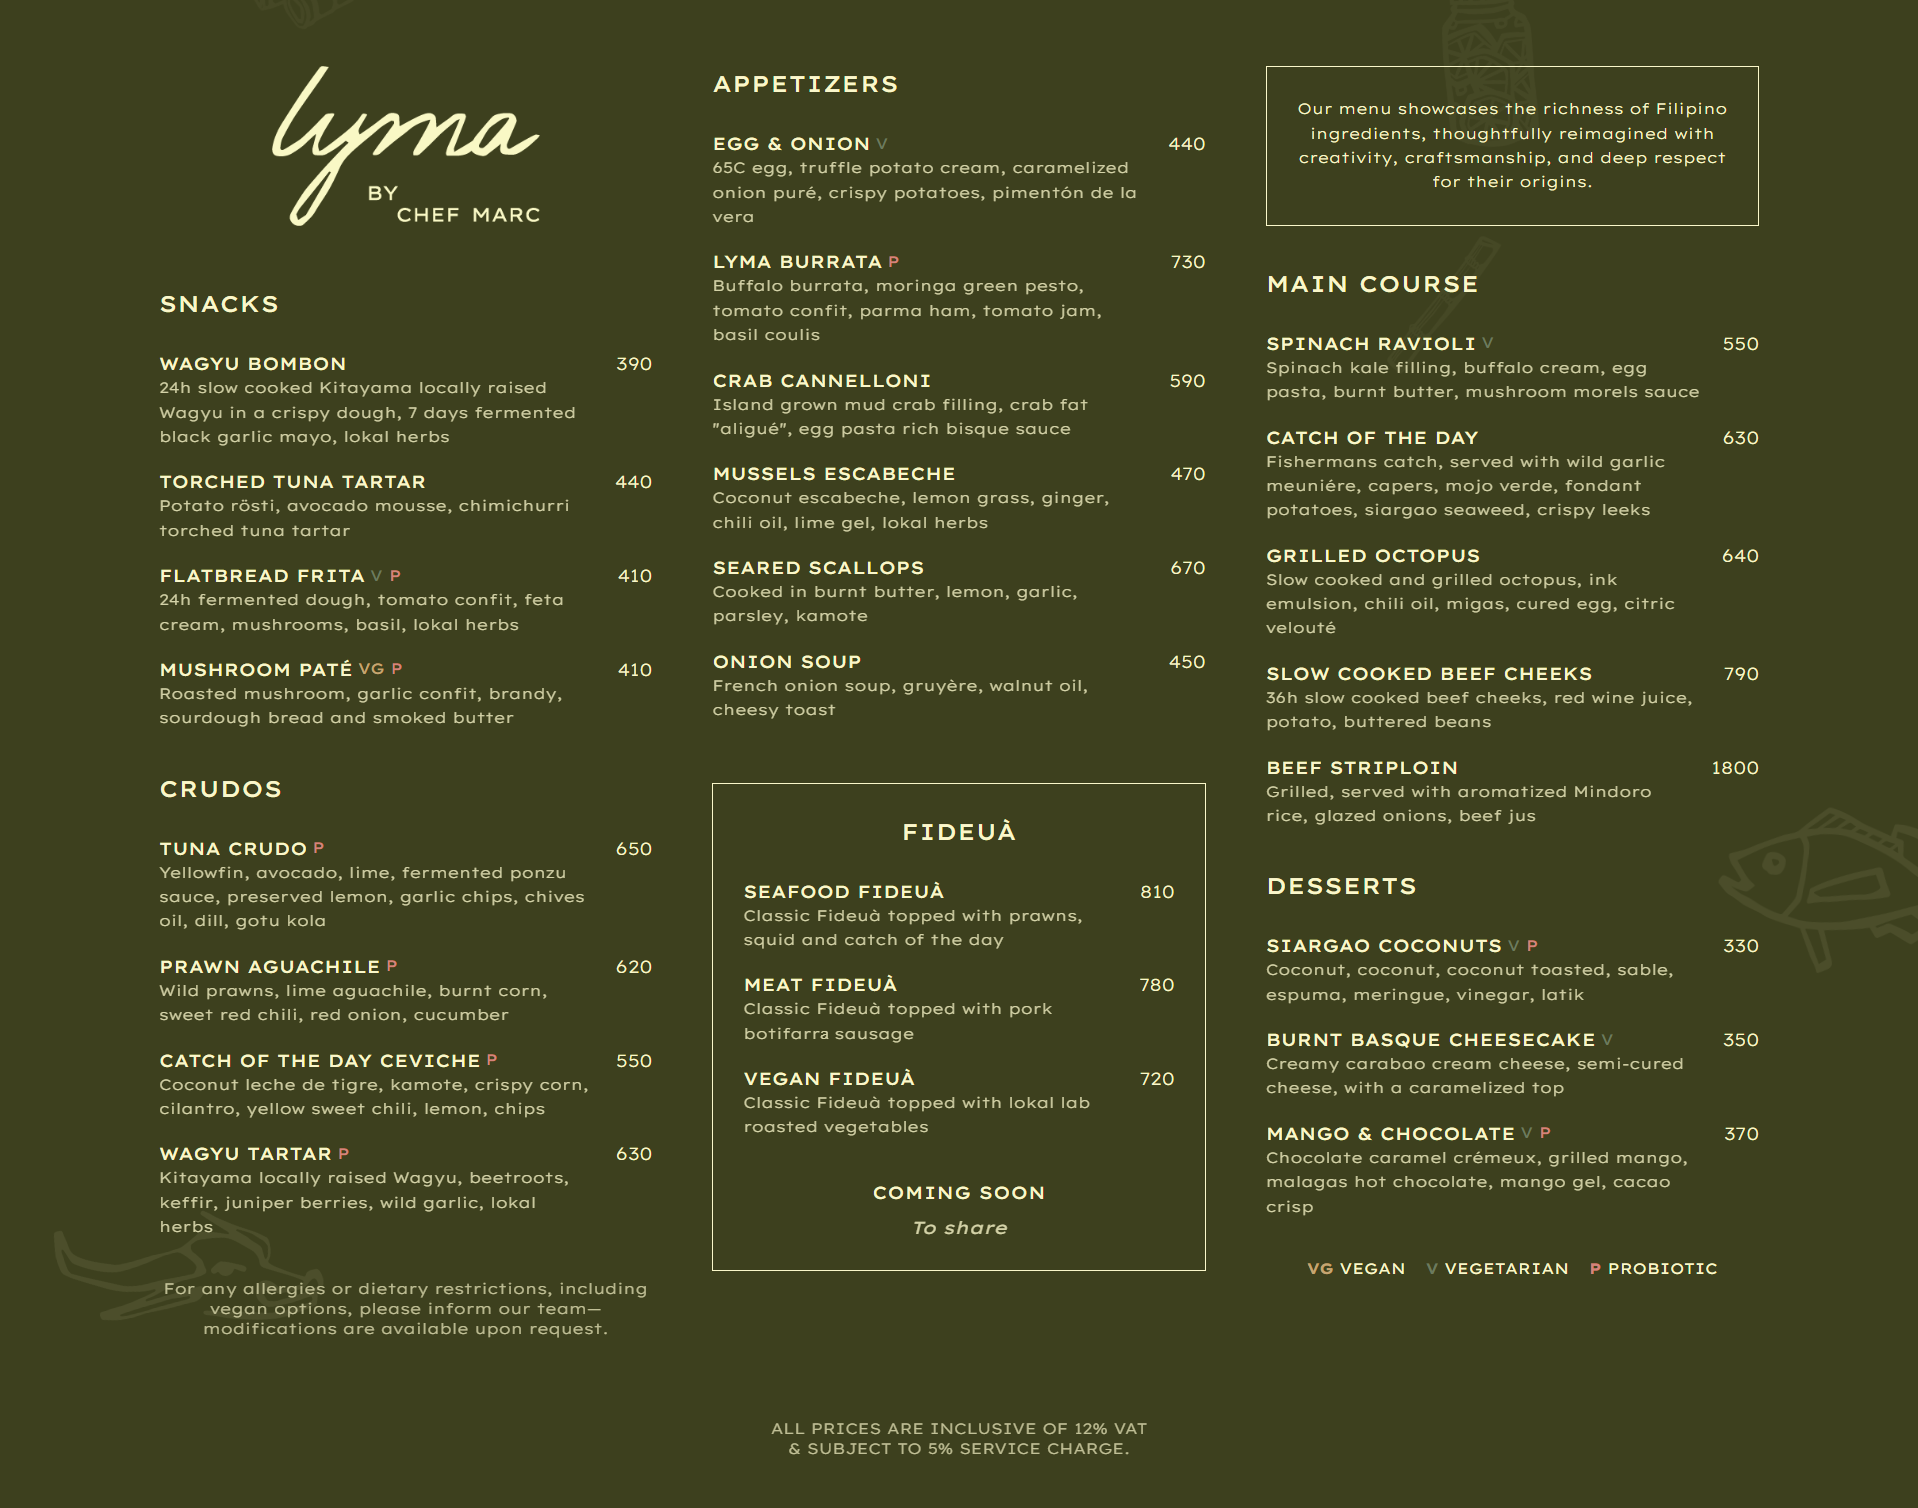 lyma
BY
CHEF MARC
SNACKS
WAGYU BOMBON 390
24h slow cooked Kitayama locally raised
Wagyu in a crispy dough, 7 days fermented
black garlic mayo, lokal herbs
TORCHED TUNA TARTAR 440
Potato rösti, avocado mousse, chimichurri
torched tuna tartar
FLATBREAD FRITA V P 410
24h fermented dough, tomato confit, feta
cream, mushrooms, basil, lokal herbs
MUSHROOM PATÉ VG P 410
Roasted mushroom, garlic confit, brandy,
sourdough bread and smoked butter
CRUDOS
TUNA CRUDO P 650
Yellowfin, avocado, lime, fermented ponzu
sauce, preserved lemon, garlic chips, chives
oil, dill, gotu kola
PRAWN AGUACHILE P 620
Wild prawns, lime aguachile, burnt corn,
sweet red chili, red onion, cucumber
CATCH OF THE DAY CEVICHE P 550
Coconut leche de tigre, kamote, crispy corn,
cilantro, yellow sweet chili, lemon, chips
WAGYU TARTAR P 630
Kitayama locally raised Wagyu, beetroots,
keffir, juniper berries, wild garlic, lokal
herbs
For any allergies or dietary restrictions, including
vegan options, please inform our team—
modifications are available upon request.
APPETIZERS
EGG & ONION V 440
65C egg, truffle potato cream, caramelized
onion puré, crispy potatoes, pimentón de la
vera
LYMA BURRATA P 730
Buffalo burrata, moringa green pesto,
tomato confit, parma ham, tomato jam,
basil coulis
CRAB CANNELLONI 590
Island grown mud crab filling, crab fat
"aligué", egg pasta rich bisque sauce
MUSSELS ESCABECHE 470
Coconut escabeche, lemon grass, ginger,
chili oil, lime gel, lokal herbs
SEARED SCALLOPS 670
Cooked in burnt butter, lemon, garlic,
parsley, kamote
ONION SOUP 450
French onion soup, gruyère, walnut oil,
cheesy toast
FIDEUÀ
SEAFOOD FIDEUÀ 810
Classic Fideuà topped with prawns,
squid and catch of the day
MEAT FIDEUÀ 780
Classic Fideuà topped with pork
botifarra sausage
VEGAN FIDEUÀ 720
Classic Fideuà topped with lokal lab
roasted vegetables
COMING SOON
To share
Our menu showcases the richness of Filipino
ingredients, thoughtfully reimagined with
creativity, craftsmanship, and deep respect
for their origins.
MAIN COURSE
SPINACH RAVIOLI V 550
Spinach kale filling, buffalo cream, egg
pasta, burnt butter, mushroom morels sauce
CATCH OF THE DAY 630
Fishermans catch, served with wild garlic
meuniére, capers, mojo verde, fondant
potatoes, siargao seaweed, crispy leeks
GRILLED OCTOPUS 640
Slow cooked and grilled octopus, ink
emulsion, chili oil, migas, cured egg, citric
velouté
SLOW COOKED BEEF CHEEKS 790
36h slow cooked beef cheeks, red wine juice,
potato, buttered beans
BEEF STRIPLOIN 1800
Grilled, served with aromatized Mindoro
rice, glazed onions, beef jus
DESSERTS
SIARGAO COCONUTS V P 330
Coconut, coconut, coconut toasted, sable,
espuma, meringue, vinegar, latik
BURNT BASQUE CHEESECAKE V 350
Creamy carabao cream cheese, semi-cured
cheese, with a caramelized top
MANGO & CHOCOLATE V P 370
Chocolate caramel crémeux, grilled mango,
malagas hot chocolate, mango gel, cacao
crisp
VG VEGAN V VEGETARIAN P PROBIOTIC
ALL PRICES ARE INCLUSIVE OF 12% VAT
& SUBJECT TO 5% SERVICE CHARGE.